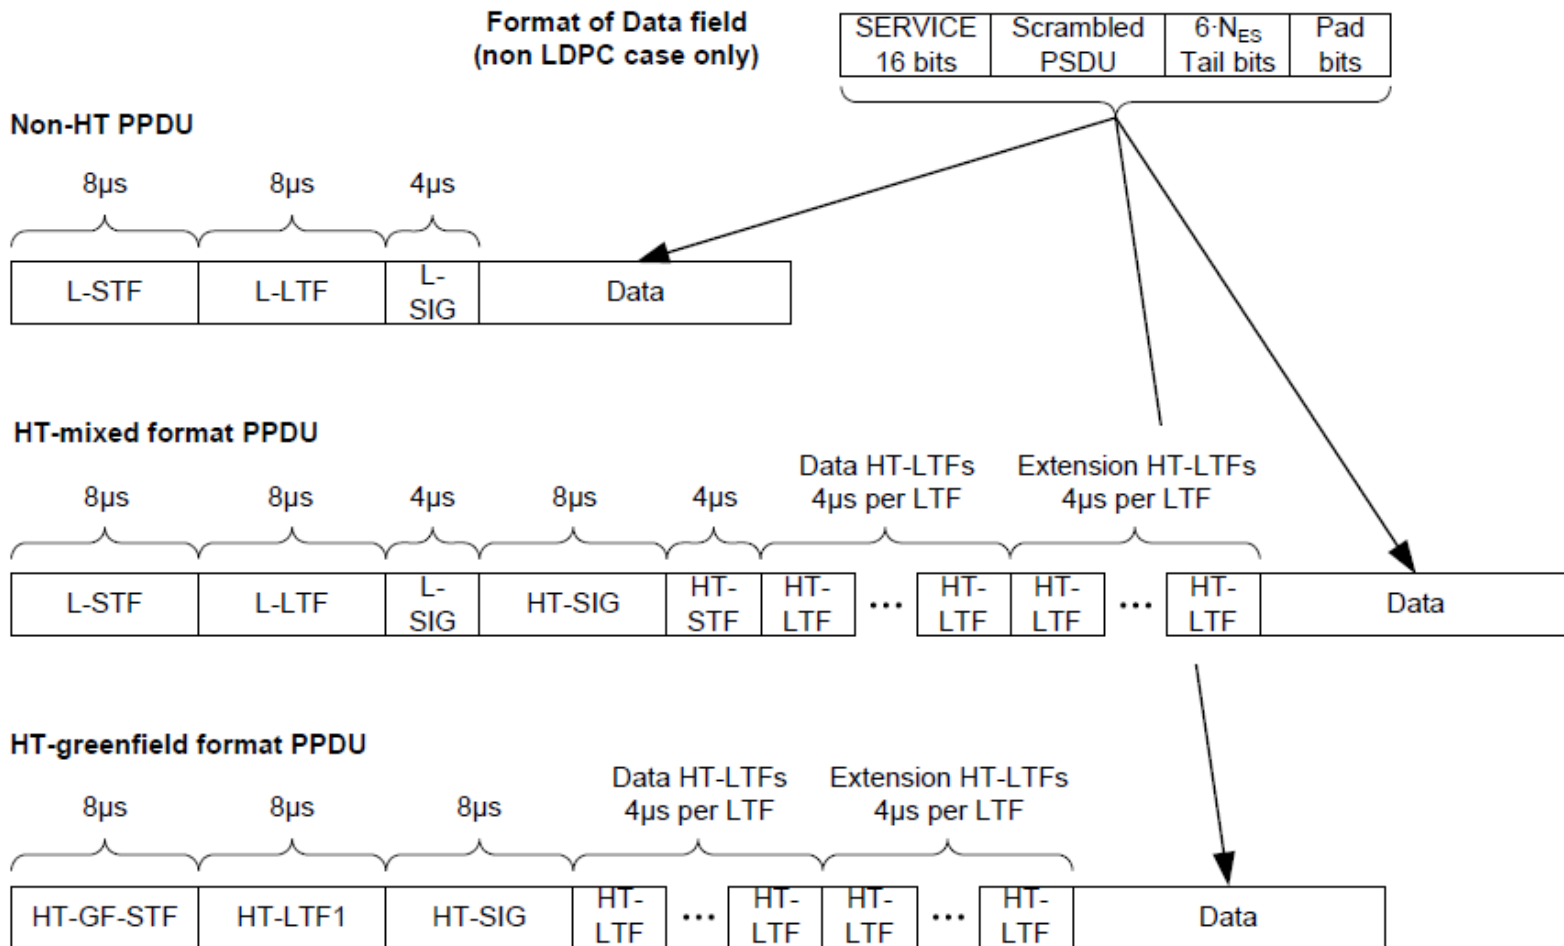 Format of Data field
(non LDPC case only)
SERVICE
16 bits
Scrambled
PSDU
6·NES
Tail bits
Pad
bits
Non-HT PPDU
8µs
8µs
4µs
L-STF
L-LTF
L-
SIG
Data
HT-mixed format PPDU
8µs
8µs
4µs
8µs
4µs
Data HT-LTFs
4µs per LTF
Extension HT-LTFs
4µs per LTF
L-STF
L-LTF
L-
SIG
HT-SIG
HT-
STF
HT-
LTF
...
HT-
LTF
HT-
LTF
...
HT-
LTF
Data
HT-greenfield format PPDU
8µs
8µs
8µs
Data HT-LTFs
4µs per LTF
Extension HT-LTFs
4µs per LTF
HT-GF-STF
HT-LTF1
HT-SIG
HT-
LTF
...
HT-
LTF
HT-
LTF
...
HT-
LTF
Data